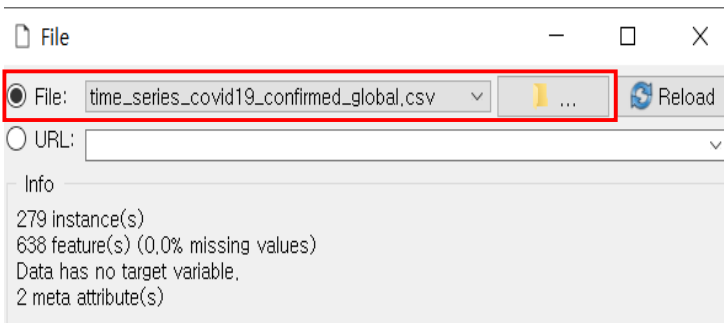 File
File: time_series_covid19_confirmed_global,csv ... Reload
URL:
Info
279 instance(s)
638 feature(s) (0,0% missing values)
Data has no target variable,
2 meta attribute(s)